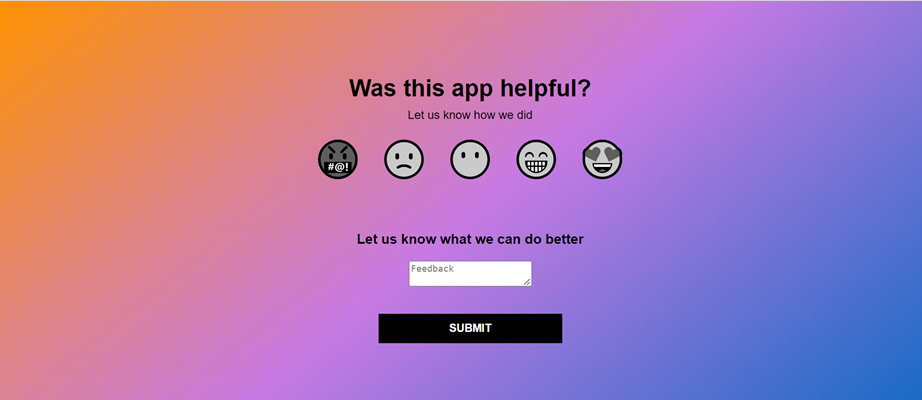 Was this app helpful?
Let us know how we did
#@!
Let us know what we can do better
Feedback
SUBMIT